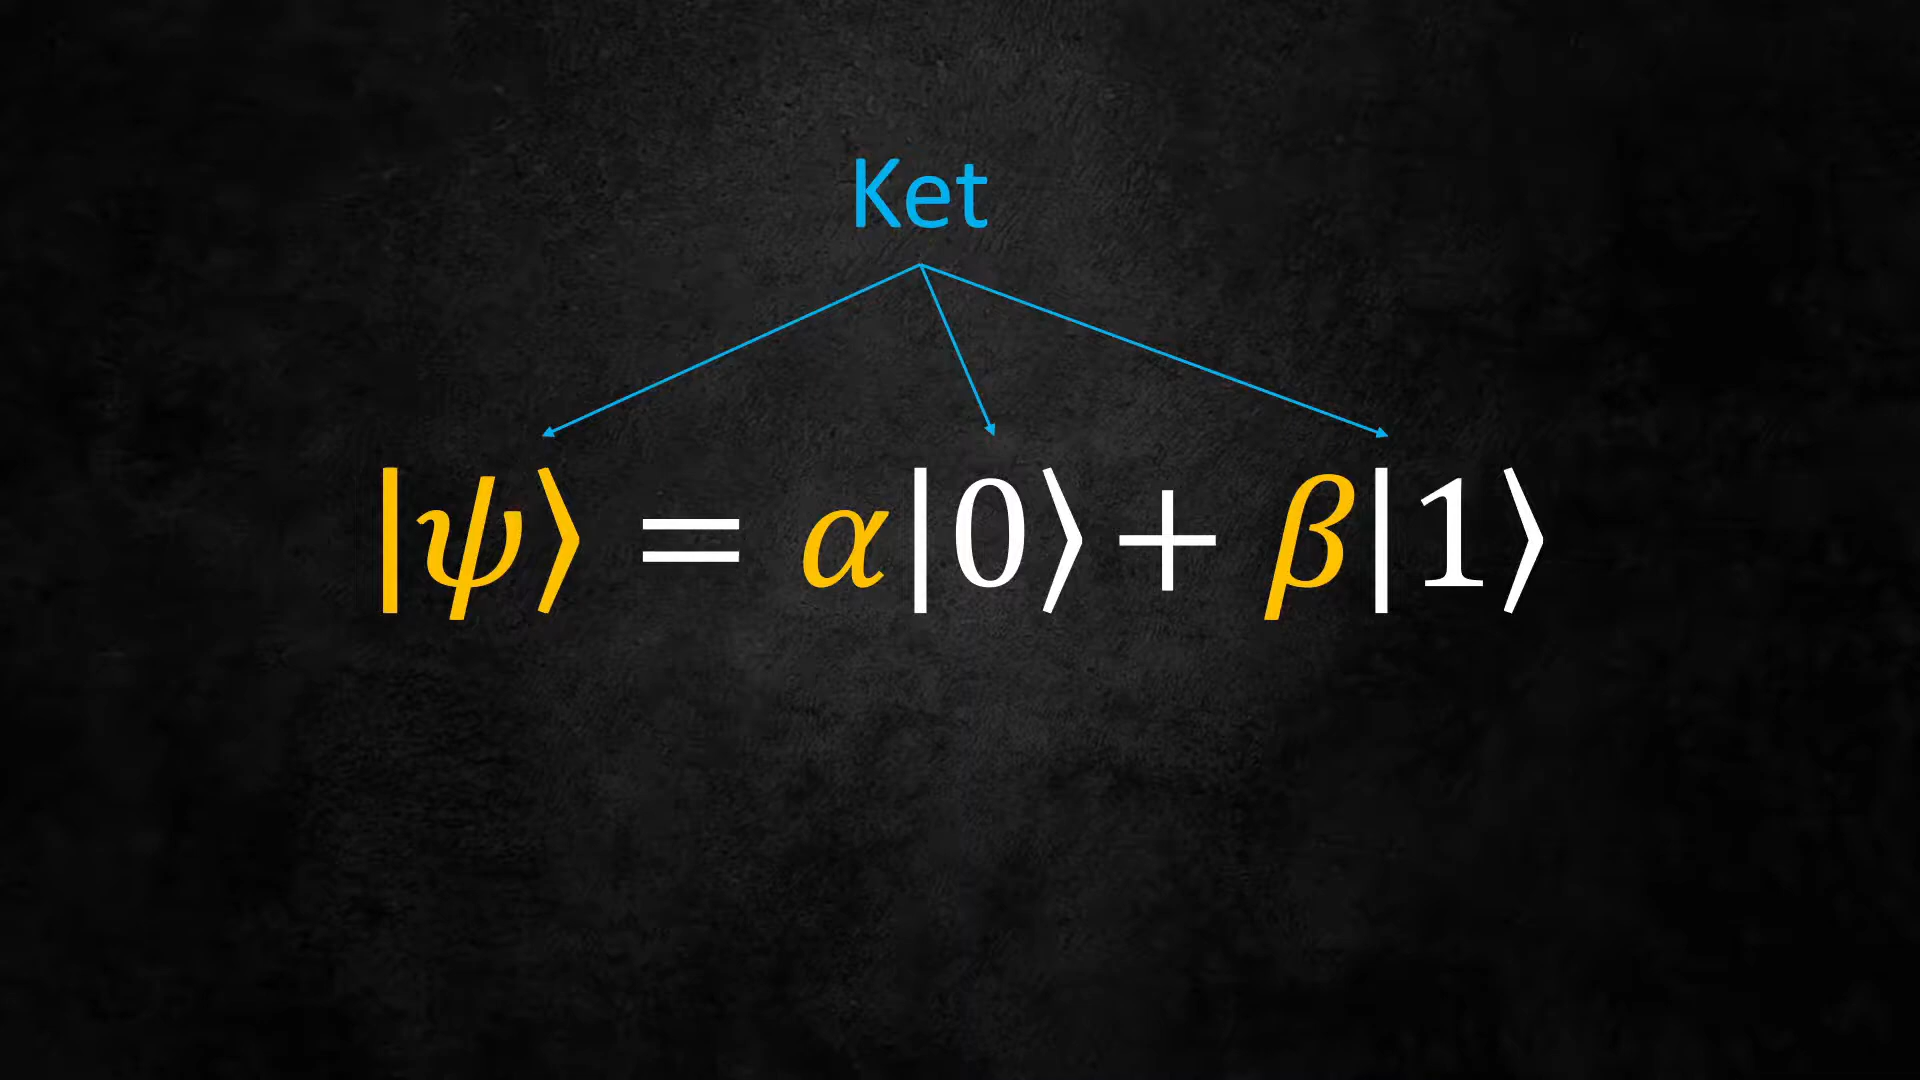 Ket
|ψ⟩ = α|0⟩ + β|1⟩